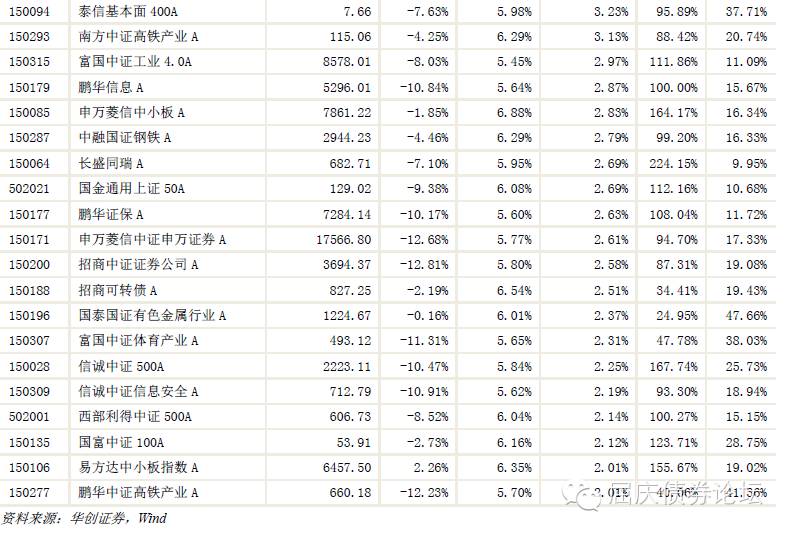 150094 泰信基本面 400A 7.66 -7.63% 5.98% 3.23% 95.89% 37.71%
150293 南方中证高铁产业 A 115.06 -4.25% 6.29% 3.13% 88.42% 20.74%
150315 富国中证工业 4.0A 8578.01 -8.03% 5.45% 2.97% 111.86% 11.09%
150179 鹏华信息 A 5296.01 -10.84% 5.64% 2.87% 100.00% 15.67%
150085 申万菱信中小板 A 7861.22 -1.85% 6.88% 2.83% 164.17% 16.34%
150287 中融国证钢铁 A 2944.23 -4.46% 6.29% 2.79% 99.20% 16.33%
150064 长盛同瑞 A 682.71 -7.10% 5.95% 2.69% 224.15% 9.95%
502021 国金通用上证 50A 129.02 -9.38% 6.08% 2.69% 112.16% 10.68%
150177 鹏华证保 A 7284.14 -10.17% 5.60% 2.63% 108.04% 11.72%
150171 申万菱信中证申万证券 A 17566.80 -12.68% 5.77% 2.61% 94.70% 17.33%
150200 招商中证证券公司 A 3694.37 -12.81% 5.80% 2.58% 87.31% 19.08%
150188 招商可转债 A 827.25 -2.19% 6.54% 2.51% 34.41% 19.43%
150196 国泰国证有色金属行业 A 1224.67 -0.16% 6.01% 2.37% 24.95% 47.66%
150307 富国中证体育产业 A 493.12 -11.31% 5.65% 2.31% 47.78% 38.03%
150028 信诚中证 500A 2223.11 -10.47% 5.84% 2.25% 167.74% 25.73%
150309 信诚中证信息安全 A 712.79 -10.91% 5.62% 2.19% 93.30% 18.94%
502001 西部利得中证 500A 606.73 -8.52% 6.04% 2.14% 100.27% 15.15%
150135 国富中证 100A 53.91 -2.73% 6.16% 2.12% 123.71% 28.75%
150106 易方达中小板指数 A 6457.50 2.26% 6.35% 2.01% 155.67% 19.02%
150277 鹏华中证高铁产业 A 660.18 -12.23% 5.70% 2.01%
屈庆债券论坛
资料来源：华创证券，Wind